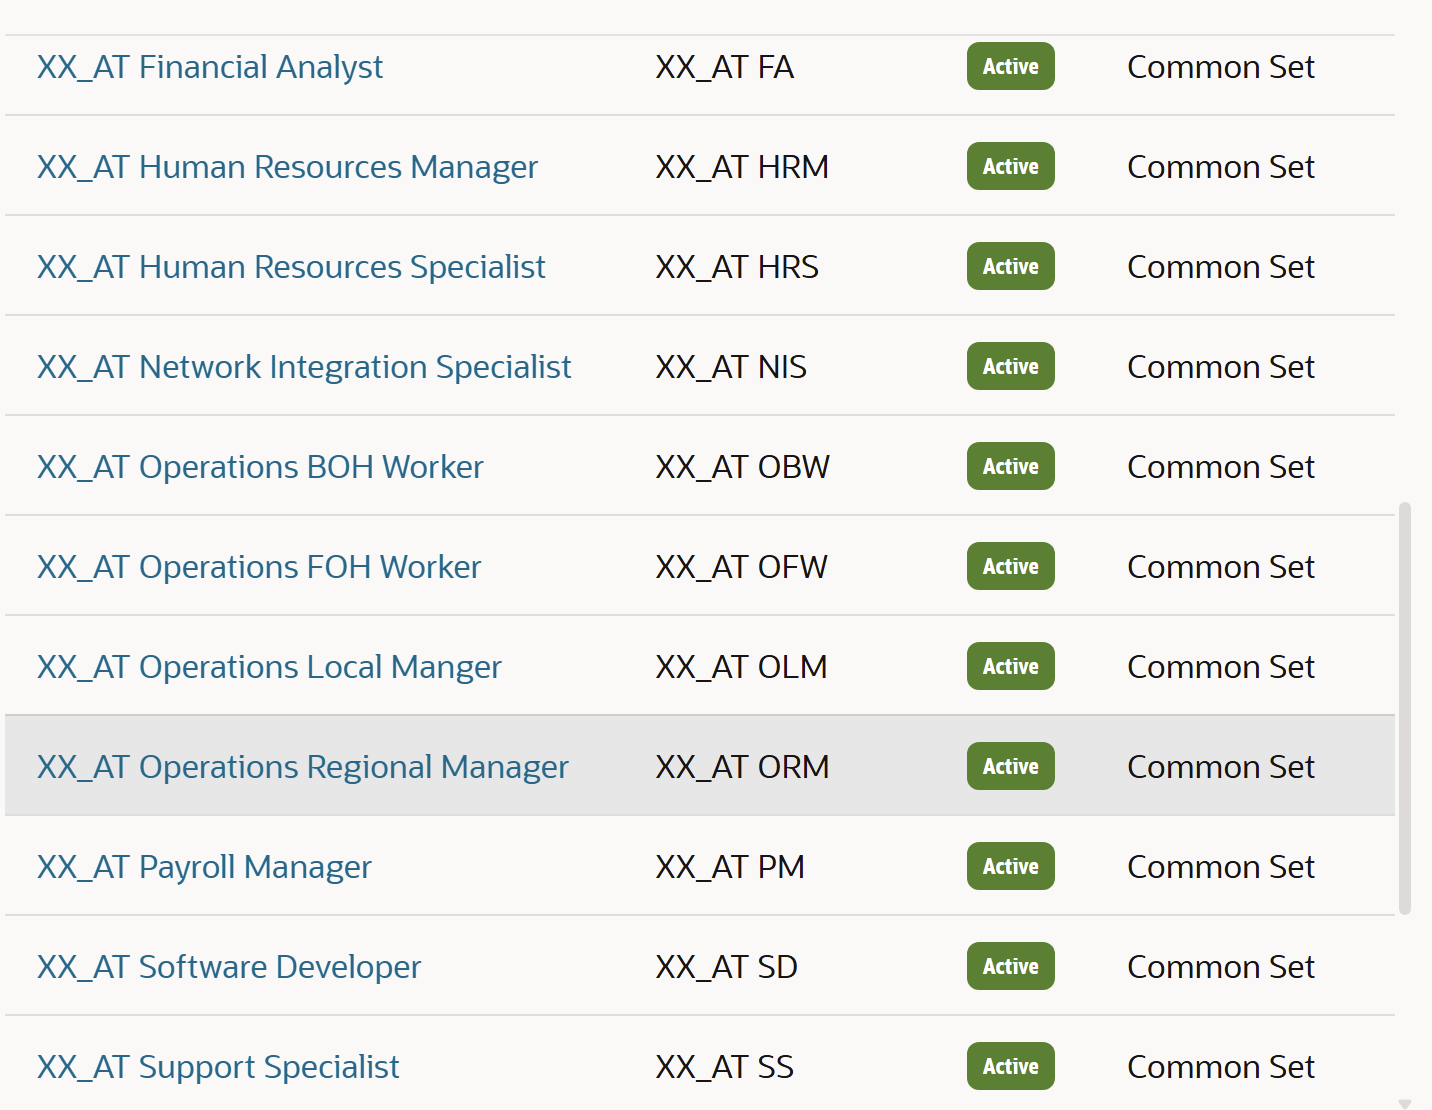 XX_AT Financial Analyst XX_AT FA Active Common Set
XX_AT Human Resources Manager XX_AT HRM Active Common Set
XX_AT Human Resources Specialist XX_AT HRS Active Common Set
XX_AT Network Integration Specialist XX_AT NIS Active Common Set
XX_AT Operations BOH Worker XX_AT OBW Active Common Set
XX_AT Operations FOH Worker XX_AT OFW Active Common Set
XX_AT Operations Local Manger XX_AT OLM Active Common Set
XX_AT Operations Regional Manager XX_AT ORM Active Common Set
XX_AT Payroll Manager XX_AT PM Active Common Set
XX_AT Software Developer XX_AT SD Active Common Set
XX_AT Support Specialist XX_AT SS Active Common Set